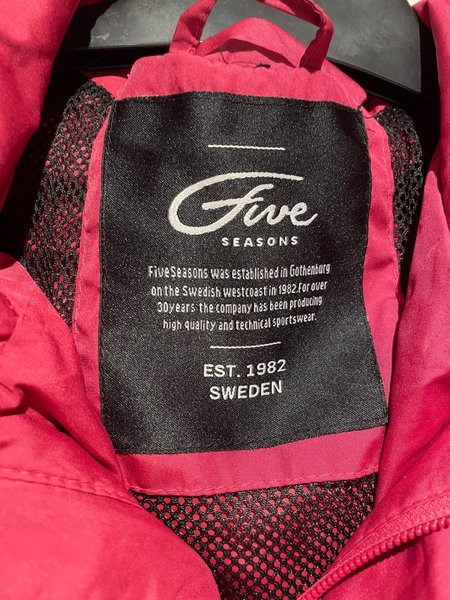 Five
SEASONS
FiveSeasons was established in Gothenburg
on the Swedish westcoast in 1982.For over
30years the company has been producing
high quality and technical sportswear.
EST. 1982
SWEDEN